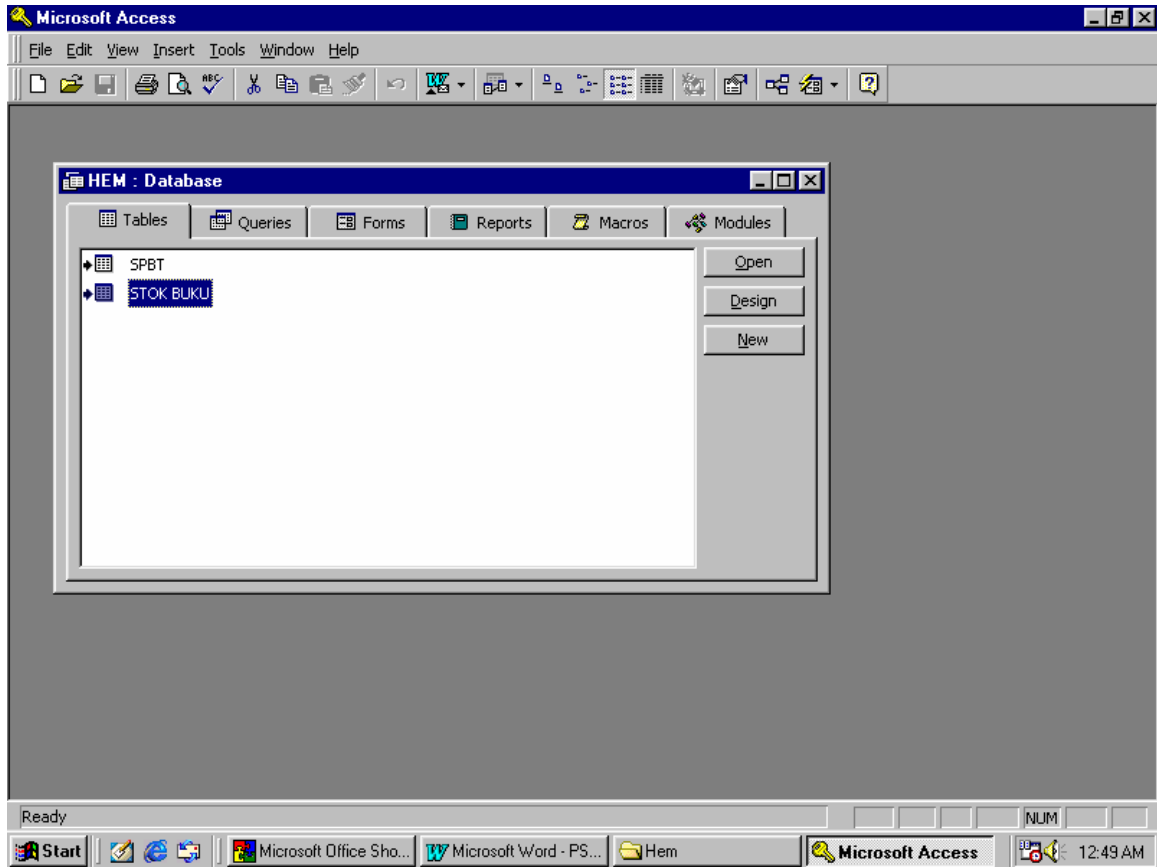 Microsoft Access
File Edit View Insert Tools Window Help
HEM : Database
Tables Queries Forms Reports Macros Modules
SPBT
STOK BUKU
Open
Design
New
Ready NUM
Start Microsoft Office Sho... Microsoft Word - PS... Hem Microsoft Access 12:49 AM